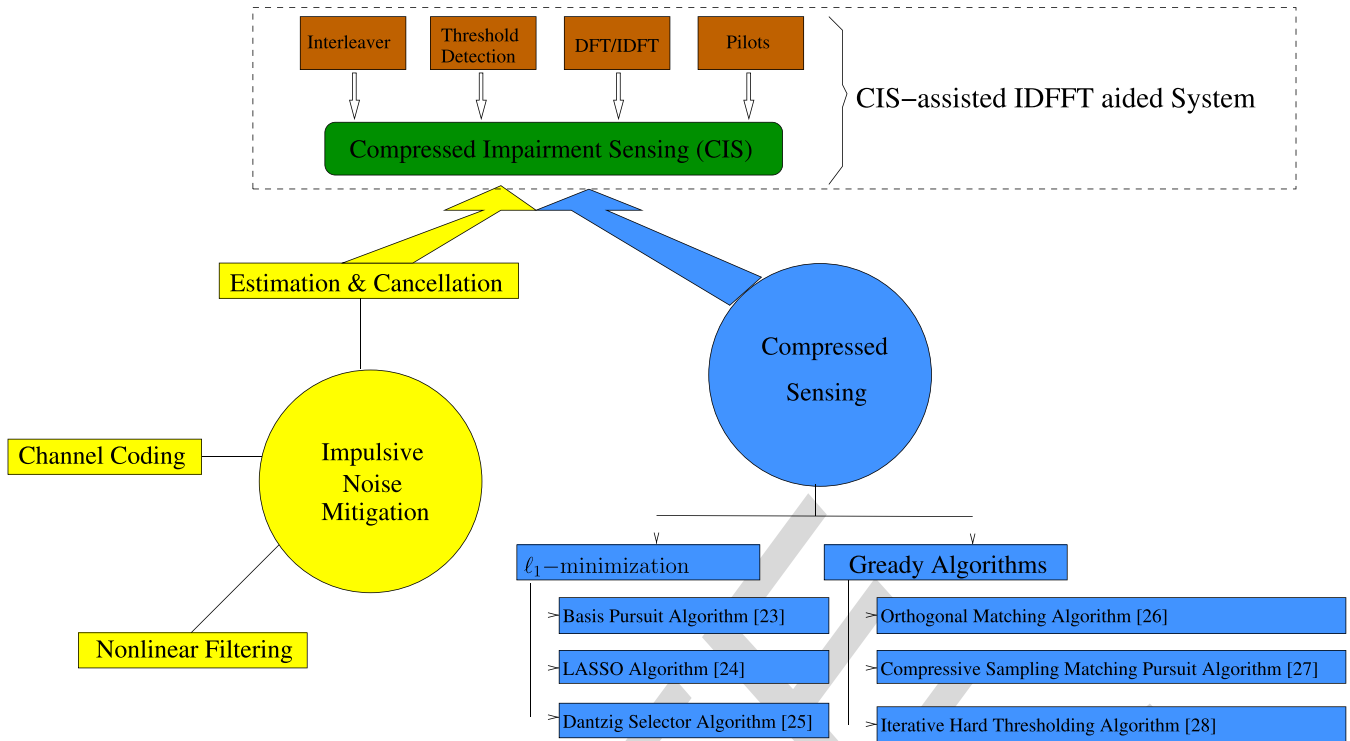 Interleaver
Threshold
Detection
DFT/IDFT
Pilots
CIS−assisted IDFFT aided System
Compressed Impairment Sensing (CIS)
Estimation & Cancellation
Compressed
Sensing
Channel Coding
Impulsive
Noise
Mitigation
Nonlinear Filtering
ℓ₁−minimization
Gready Algorithms
Basis Pursuit Algorithm [23]
Orthogonal Matching Algorithm [26]
LASSO Algorithm [24]
Compressive Sampling Matching Pursuit Algorithm [27]
Dantzig Selector Algorithm [25]
Iterative Hard Thresholding Algorithm [28]